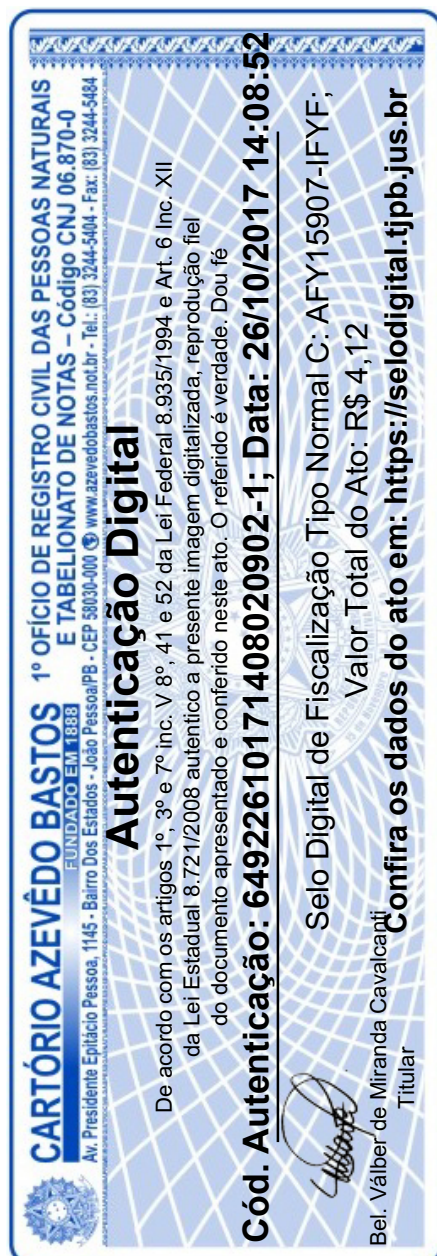 CARTÓRIO AZEVÊDO BASTOS
FUNDADO EM 1888
1º OFÍCIO DE REGISTRO CIVIL DAS PESSOAS NATURAIS
E TABELIONATO DE NOTAS – Código CNJ 06.870-0
Av. Presidente Epitácio Pessoa, 1145 - Bairro Dos Estados - João Pessoa/PB - CEP 58030-000 www.azevedobastos.not.br - Tel.: (83) 3244-5404 - Fax: (83) 3244-5484
Autenticação Digital
De acordo com os artigos 1º, 3º e 7º inc. V 8º, 41 e 52 da Lei Federal 8.935/1994 e Art. 6 Inc. XII
da Lei Estadual 8.721/2008 autentico a presente imagem digitalizada, reprodução fiel
do documento apresentado e conferido neste ato. O referido é verdade. Dou fé
Cód. Autenticação: 64922610171408020902-1; Data: 26/10/2017 14:08:52
Selo Digital de Fiscalização Tipo Normal C: AFY15907-IFYF;
Valor Total do Ato: R$ 4,12
Bel. Válber de Miranda Cavalcanti
Titular
Confira os dados do ato em: https://selodigital.tjpb.jus.br